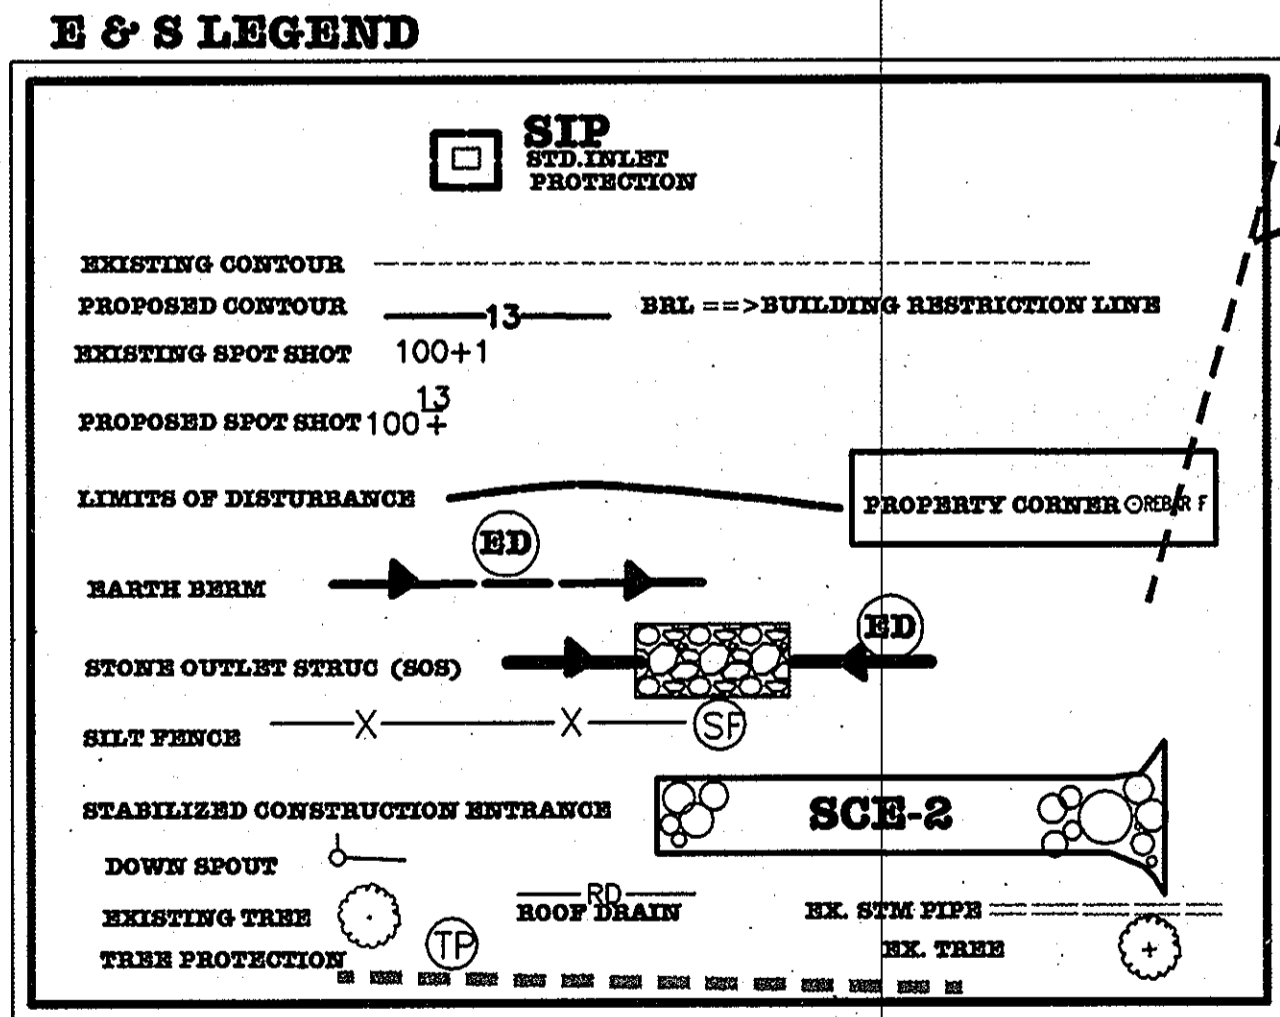 E & S LEGEND
SIP
STD.INLET
PROTECTION
EXISTING CONTOUR
PROPOSED CONTOUR 13 BRL ==>BUILDING RESTRICTION LINE
EXISTING SPOT SHOT 100+1
13
PROPOSED SPOT SHOT 100+
LIMITS OF DISTURBANCE
PROPERTY CORNER REBAR F
ED
EARTH BERM
ED
STONE OUTLET STRUC (SOS)
X X SF
SILT FENCE
STABILIZED CONSTRUCTION ENTRANCE SCE-2
DOWN SPOUT
RD
EXISTING TREE ROOF DRAIN EX. STM PIPE
TREE PROTECTION TP EX. TREE